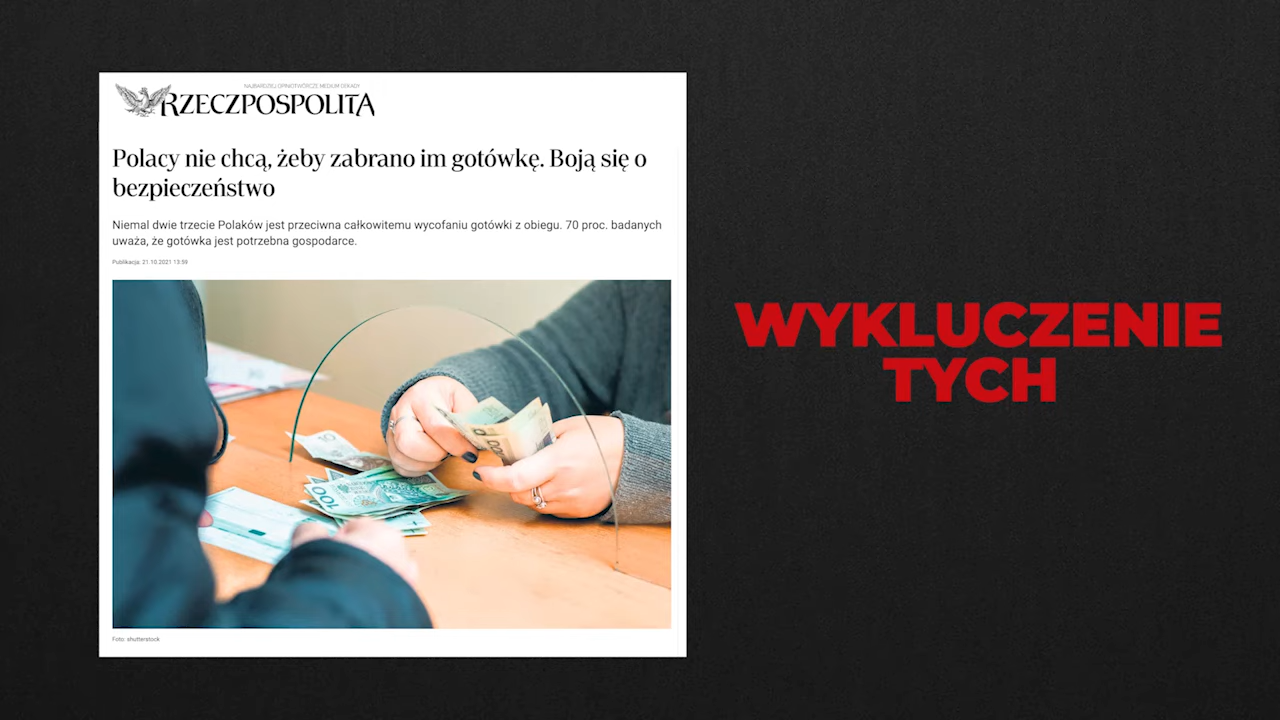 NAJBARDZIEJ OPINIOTWÓRCZE MEDIUM DEKADY
RZECZPOSPOLITA
Polacy nie chcą, żeby zabrano im gotówkę. Boją się o
bezpieczeństwo
Niemal dwie trzecie Polaków jest przeciwna całkowitemu wycofaniu gotówki z obiegu. 70 proc. badanych
uważa, że gotówka jest potrzebna gospodarce.
Publikacja: 21.10.2021 13:59
100
Foto: shutterstock
WYKLUCZENIE
TYCH